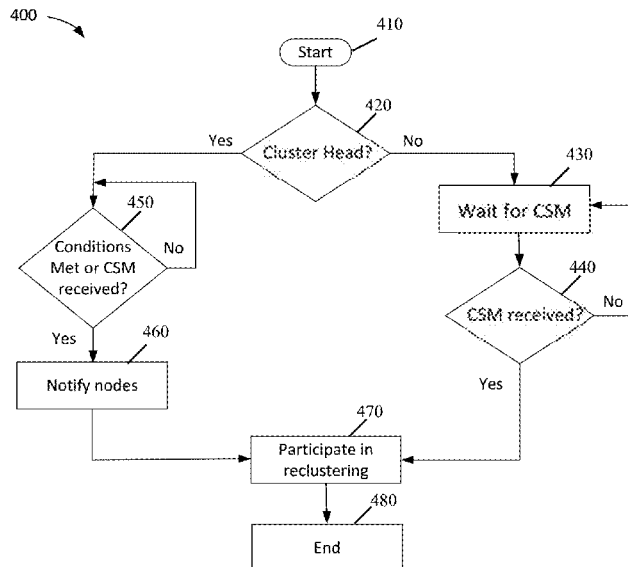 400
410
Start
420
Yes
Cluster Head?
No
430
Wait for CSM
450
Conditions
Met or CSM
received?
No
440
CSM received?
No
Yes
460
Notify nodes
Yes
470
Participate in
reclustering
480
End